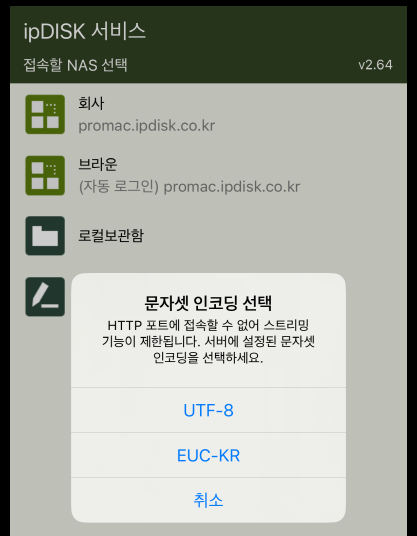 ipDISK 서비스
접속할 NAS 선택 v2.64
회사
promac.ipdisk.co.kr
브라운
(자동 로그인) promac.ipdisk.co.kr
로컬보관함
문자셋 인코딩 선택
HTTP 포트에 접속할 수 없어 스트리밍
기능이 제한됩니다. 서버에 설정된 문자셋
인코딩을 선택하세요.
UTF-8
EUC-KR
취소